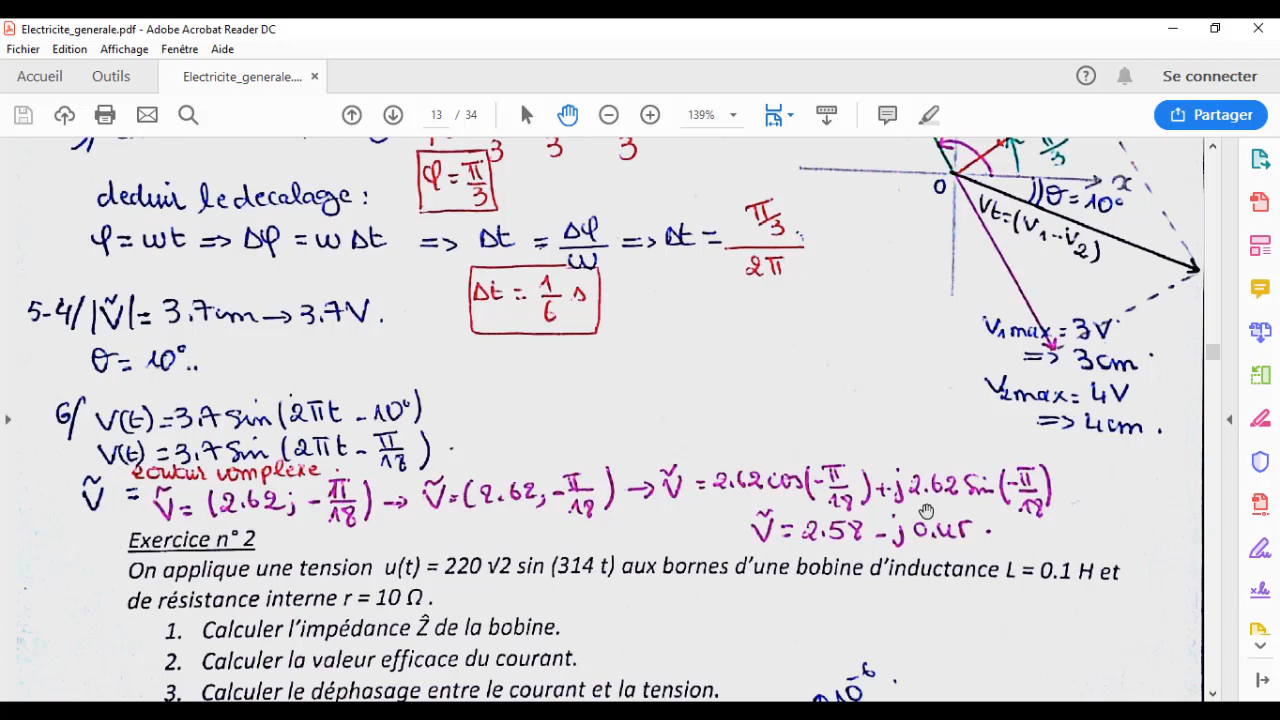 Electricite_generale.pdf - Adobe Acrobat Reader DC
Fichier Edition Affichage Fenêtre Aide
Accueil Outils Electricite_generale.... × Se connecter
13 / 34 139% Partager
3 3 3
φ = π/3
deduir le decalage :
φ = wt => Δφ = w Δt => Δt = Δφ/w => Δt = (π/3)/2π
Δt = 1/6 s
π/3
O x
θ = 10°
Vt = (V1 - V2)
5-4/ |Ṽ| = 3.7cm → 3.7V.
θ = 10°..
V1max = 3V
=> 3cm.
V2max = 4V
=> 4cm.
6/ V(t) = 3.7 sin (2πt - 10°)
V(t) = 3.7 sin (2πt - π/18).
complexe.
Ṽ = Ṽ = (2.62; - π/18) → Ṽ = (2.62, - π/18) → Ṽ = 2.62 cos(-π/18) + j 2.62 sin(-π/18)
Ṽ = 2.58 - j 0.45.
Exercice n° 2
On applique une tension u(t) = 220 √2 sin (314 t) aux bornes d'une bobine d'inductance L = 0.1 H et
de résistance interne r = 10 Ω .
1. Calculer l'impédance Ẑ de la bobine.
2. Calculer la valeur efficace du courant.
3. Calculer le déphasage entre le courant et la tension.